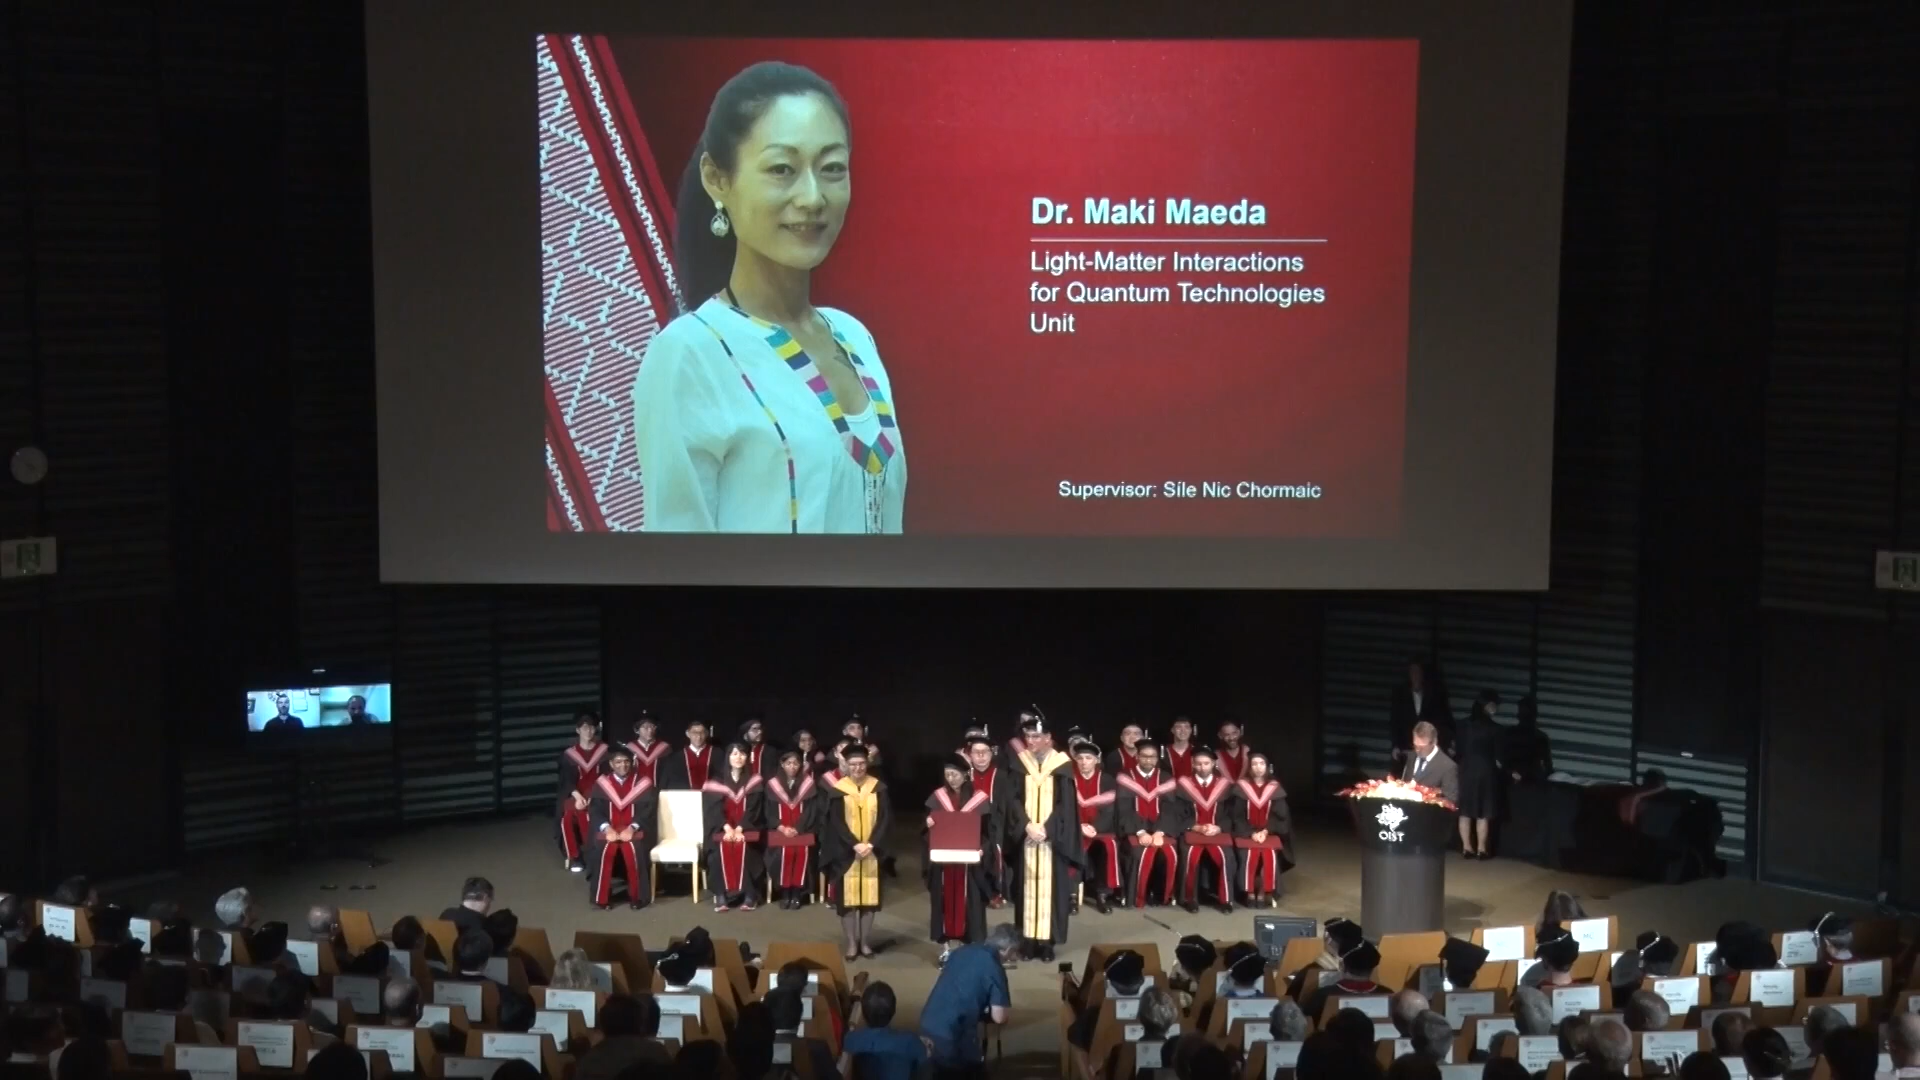 Dr. Maki Maeda
Light-Matter Interactions
for Quantum Technologies
Unit
Supervisor: Síle Nic Chormaic
OIST